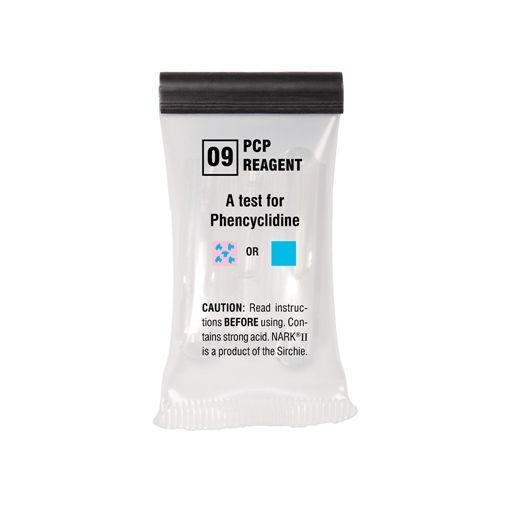 09 PCP
REAGENT
A test for
Phencyclidine
OR
CAUTION: Read instruc-
tions BEFORE using. Con-
tains strong acid. NARK®II
is a product of the Sirchie.